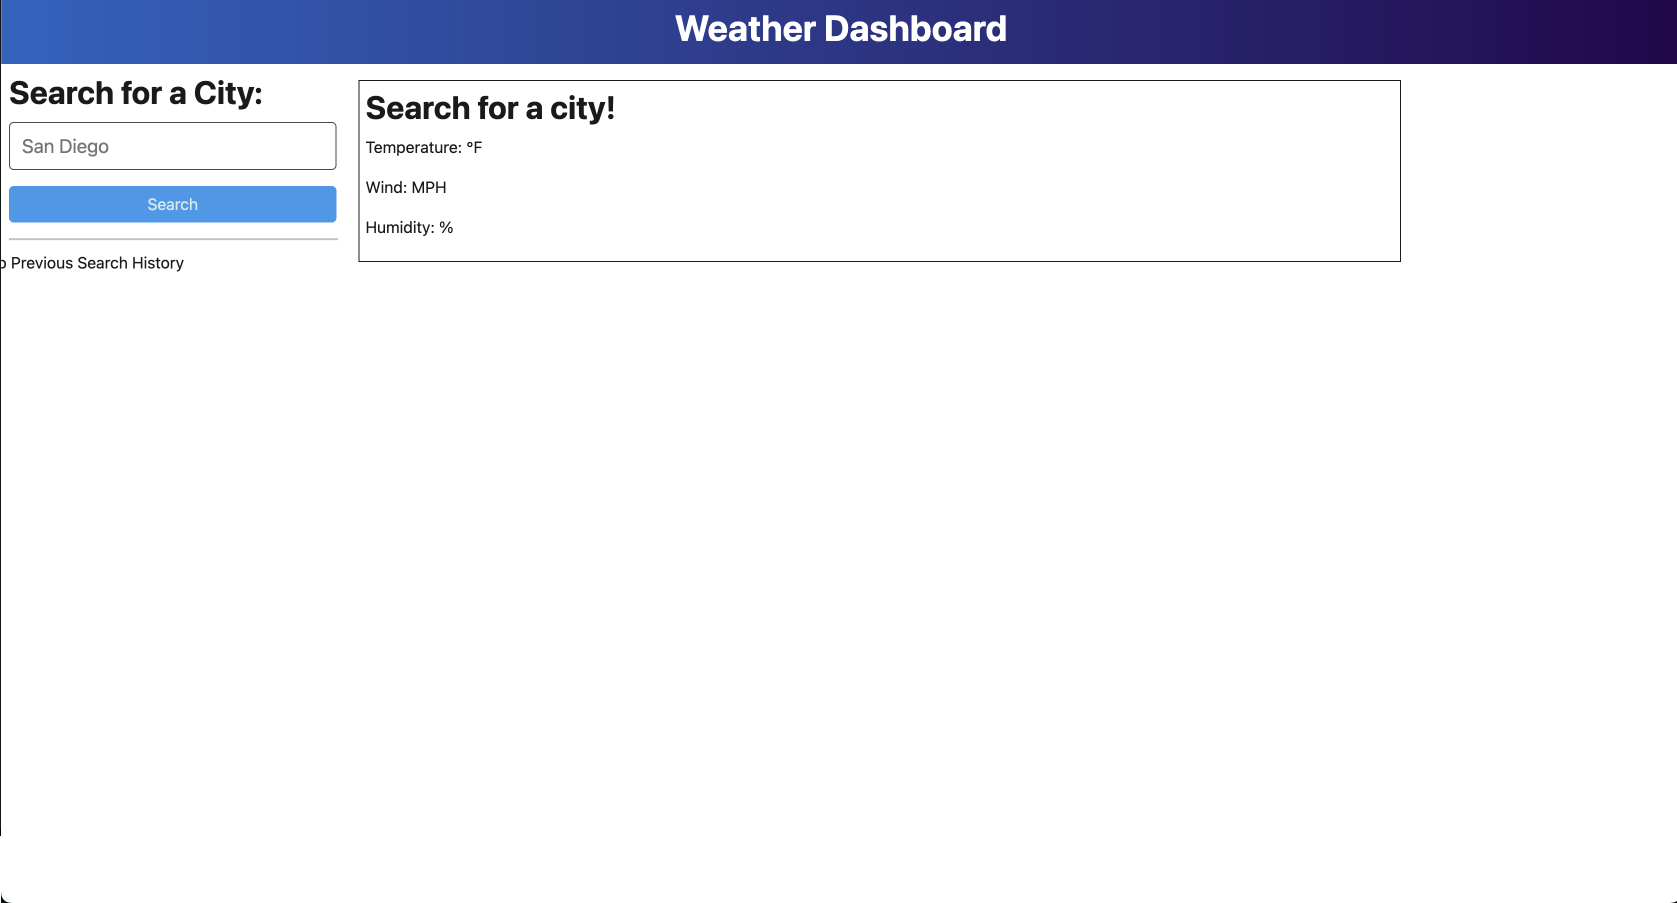 Weather Dashboard
Search for a City:
San Diego
Search
Previous Search History
Search for a city!
Temperature: °F
Wind: MPH
Humidity: %